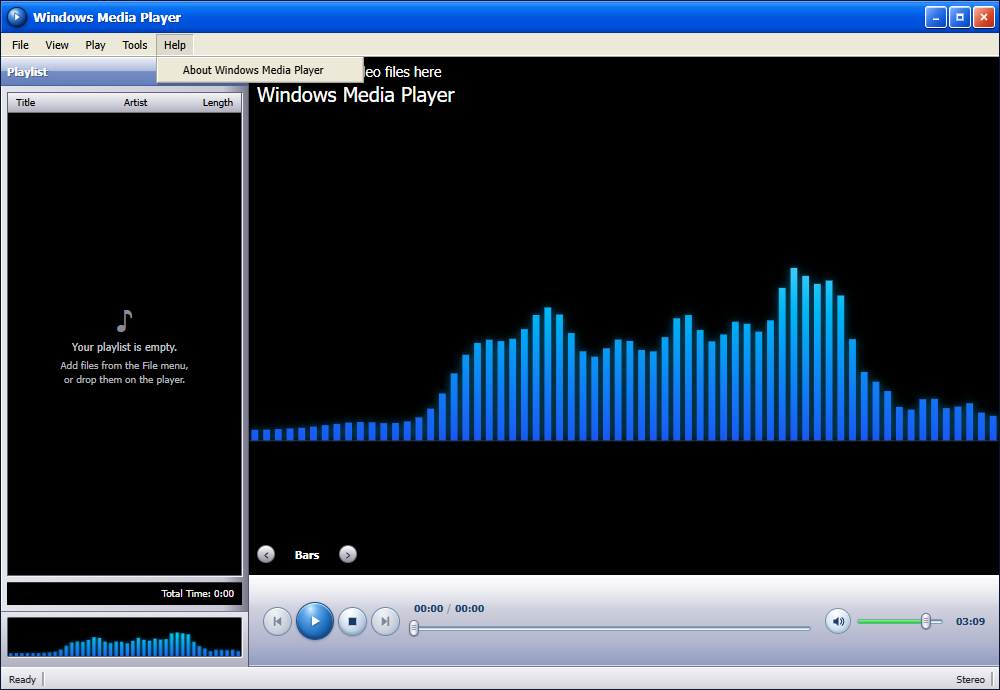 Windows Media Player
File View Play Tools Help
About Windows Media Player
Playlist
eo files here
Windows Media Player
Title Artist Length
Your playlist is empty.
Add files from the File menu,
or drop them on the player.
Bars
Total Time: 0:00
00:00 / 00:00
03:09
Ready
Stereo